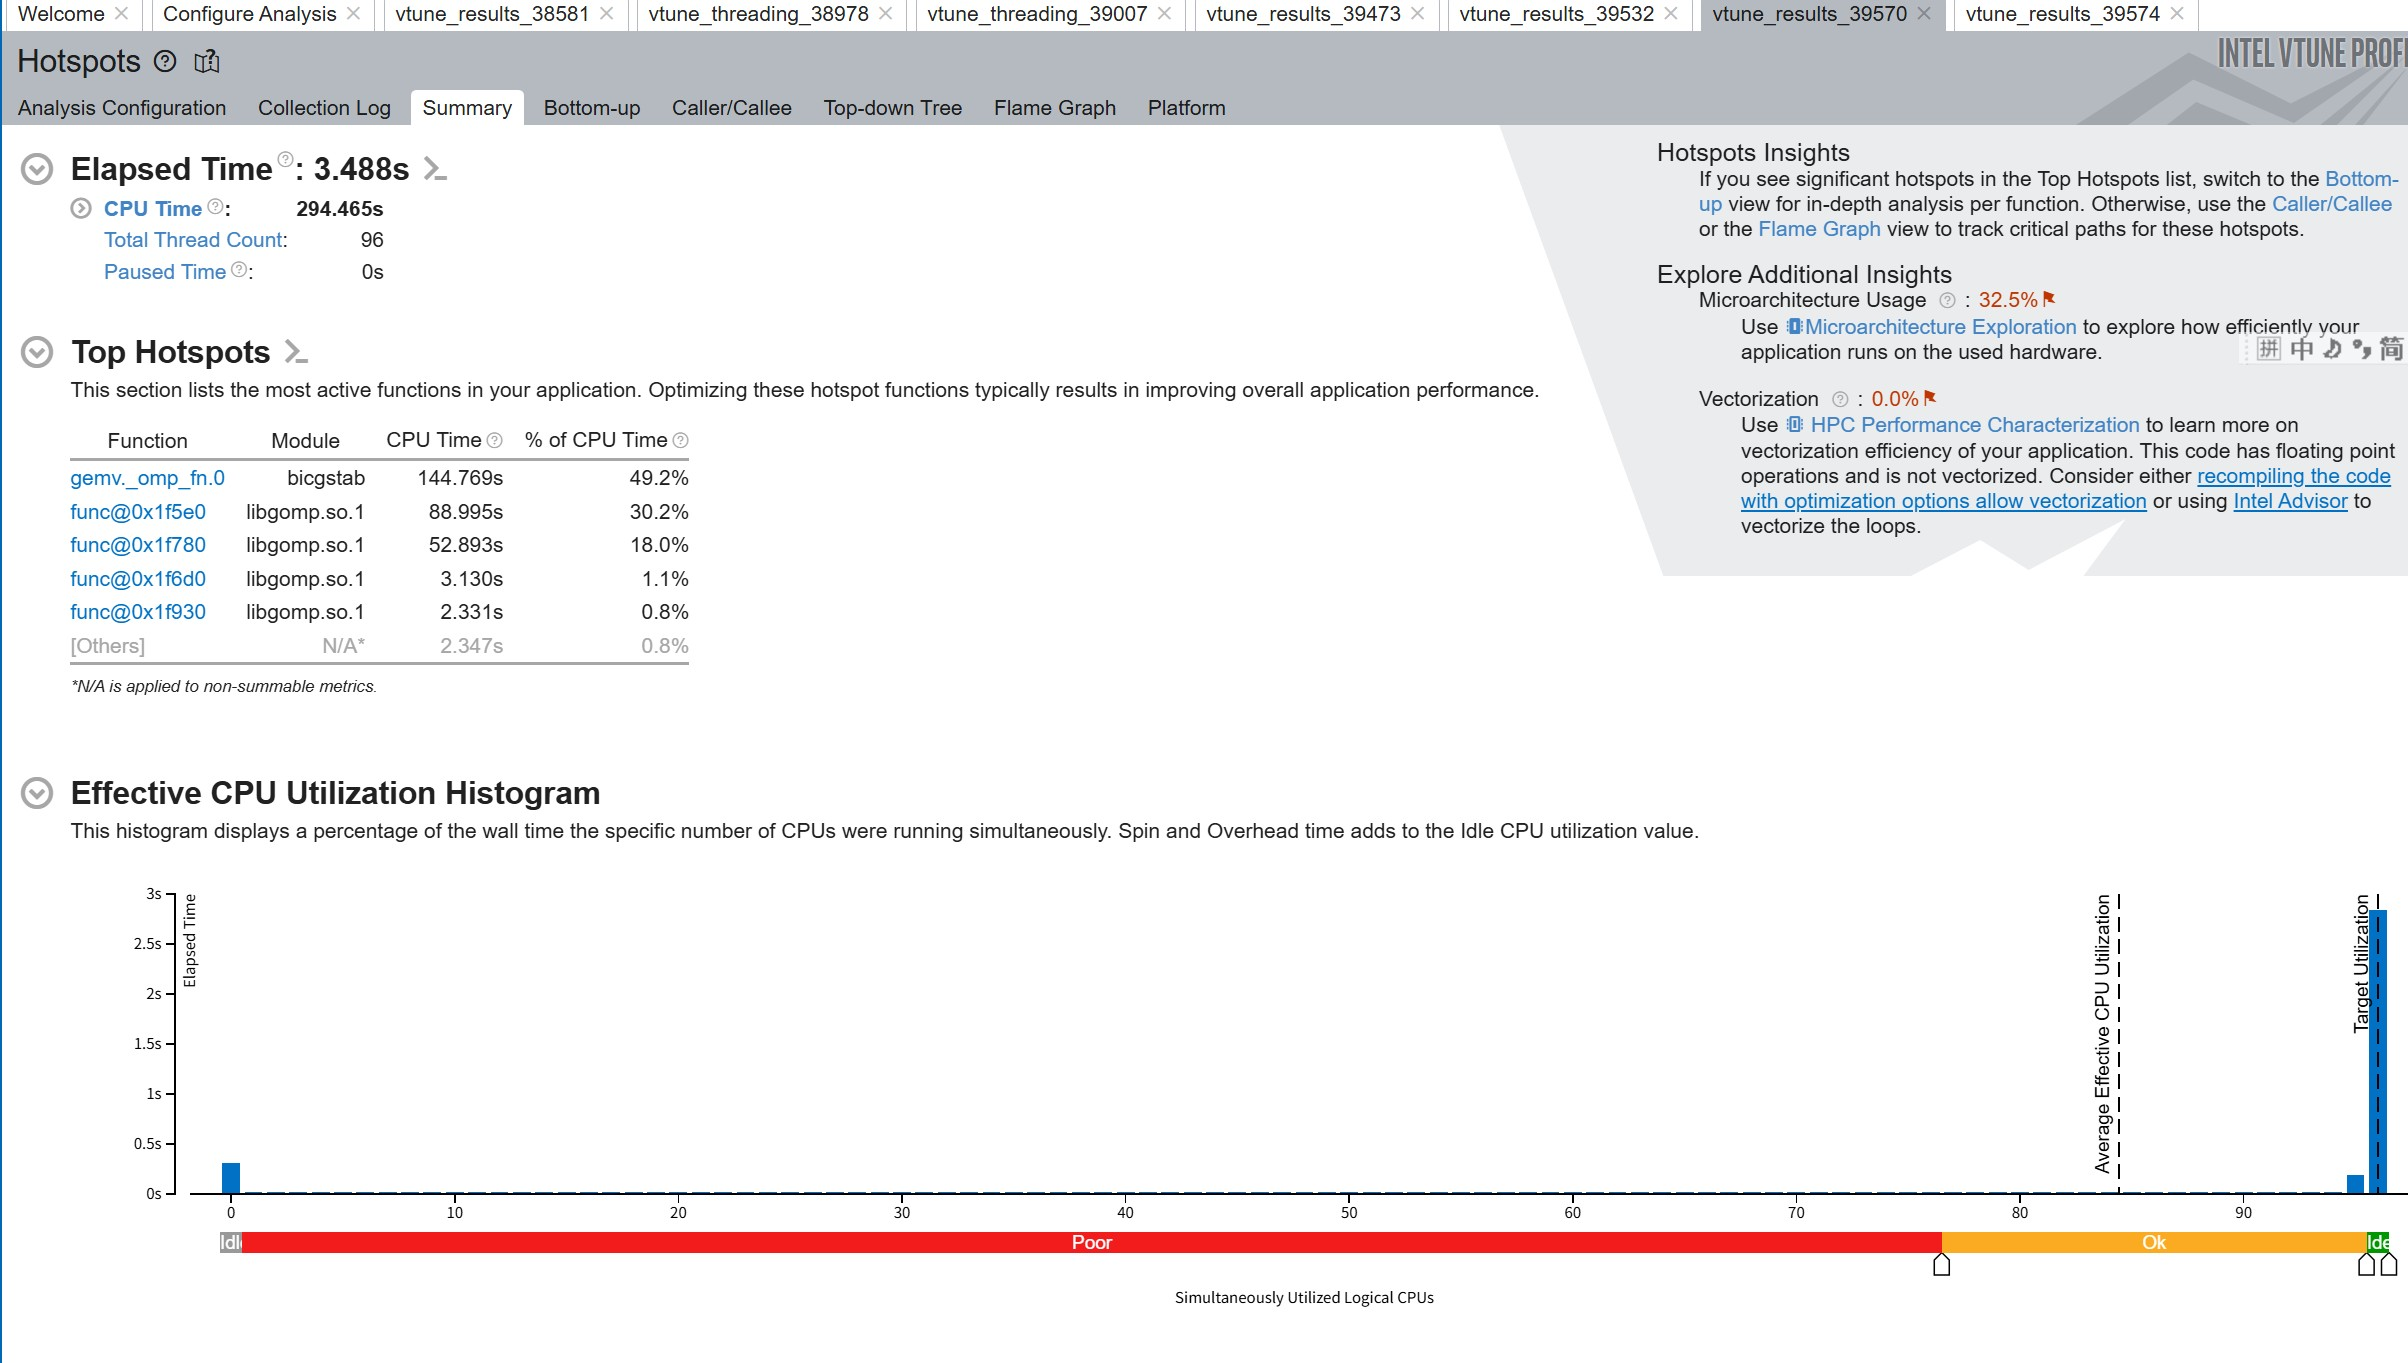 Welcome
Configure Analysis
vtune_results_38581
vtune_threading_38978
vtune_threading_39007
vtune_results_39473
vtune_results_39532
vtune_results_39570
vtune_results_39574
Hotspots
INTEL VTUNE PROFI
Analysis Configuration
Collection Log
Summary
Bottom-up
Caller/Callee
Top-down Tree
Flame Graph
Platform
Elapsed Time : 3.488s
CPU Time : 294.465s
Total Thread Count: 96
Paused Time : 0s
Top Hotspots
This section lists the most active functions in your application. Optimizing these hotspot functions typically results in improving overall application performance.
Function Module CPU Time % of CPU Time
gemv._omp_fn.0 bicgstab 144.769s 49.2%
func@0x1f5e0 libgomp.so.1 88.995s 30.2%
func@0x1f780 libgomp.so.1 52.893s 18.0%
func@0x1f6d0 libgomp.so.1 3.130s 1.1%
func@0x1f930 libgomp.so.1 2.331s 0.8%
[Others] N/A* 2.347s 0.8%
*N/A is applied to non-summable metrics.
Hotspots Insights
If you see significant hotspots in the Top Hotspots list, switch to the Bottom-
up view for in-depth analysis per function. Otherwise, use the Caller/Callee
or the Flame Graph view to track critical paths for these hotspots.
Explore Additional Insights
Microarchitecture Usage : 32.5%
Use Microarchitecture Exploration to explore how efficiently your
application runs on the used hardware.
拼 中 简
Vectorization : 0.0%
Use HPC Performance Characterization to learn more on
vectorization efficiency of your application. This code has floating point
operations and is not vectorized. Consider either recompiling the code
with optimization options allow vectorization or using Intel Advisor to
vectorize the loops.
Effective CPU Utilization Histogram
This histogram displays a percentage of the wall time the specific number of CPUs were running simultaneously. Spin and Overhead time adds to the Idle CPU utilization value.
3s
2.5s
2s
1.5s
1s
0.5s
0s
Elapsed Time
Average Effective CPU Utilization
Target Utilization
0 10 20 30 40 50 60 70 80 90
Idl Poor Ok Ide
Simultaneously Utilized Logical CPUs